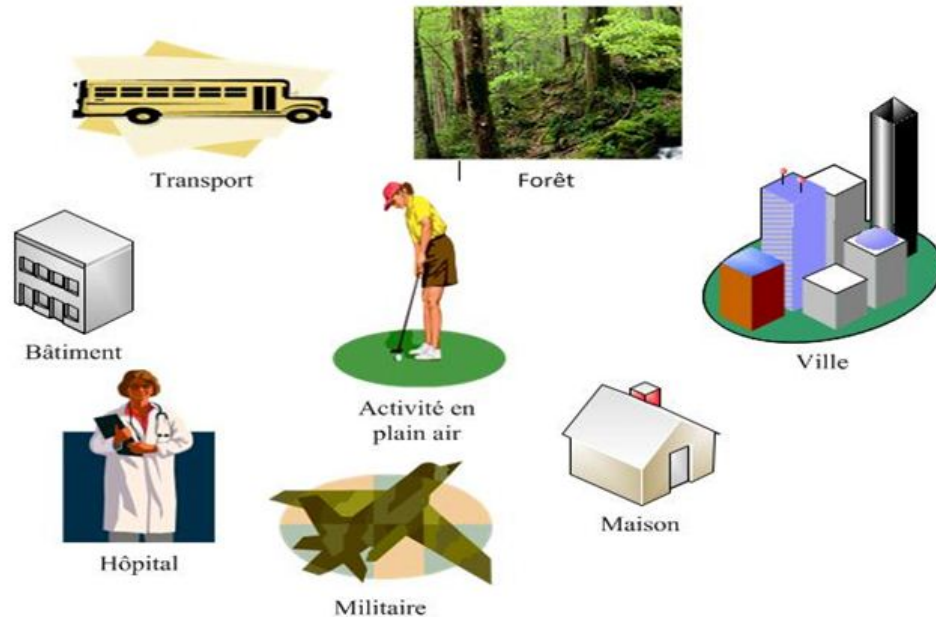 Transport
Forêt
Bâtiment
Ville
Activité en
plain air
Maison
Hôpital
Militaire